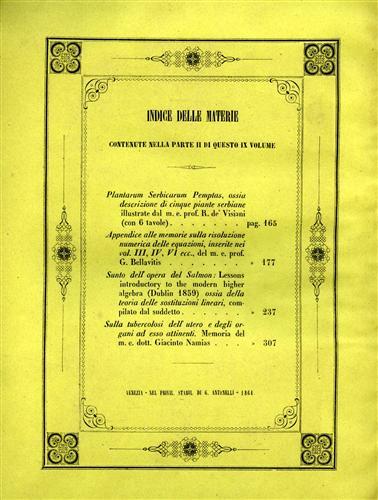 INDICE DELLE MATERIE
CONTENUTE NELLA PARTE II DI QUESTO IX VOLUME
Plantarum Serbicarum Pemptas, ossia
descrizione di cinque piante serbiane
illustrate dal m. e. prof. R. de' Visiani
(con 6 tavole) . . . . . . . pag. 165
Appendice alle memorie sulla risoluzione
numerica delle equazioni, inserite nei
vol. III, IV, VI ecc., del m. e. prof.
G. Bellavitis . . . . . . . » 177
Sunto dell'opera del Salmon: Lessons
introductory to the modern higher
algebra (Dublin 1859) ossia della
teoria delle sostituzioni lineari, com-
pilato dal suddetto . . . . . » 237
Sulla tubercolosi dell'utero e degli or-
gani ad esso attinenti. Memoria del
m. e. dott. Giacinto Namias . . . » 307
VENEZIA - NEL PRIVIL. STABIL. DI G. ANTONELLI - 1861.